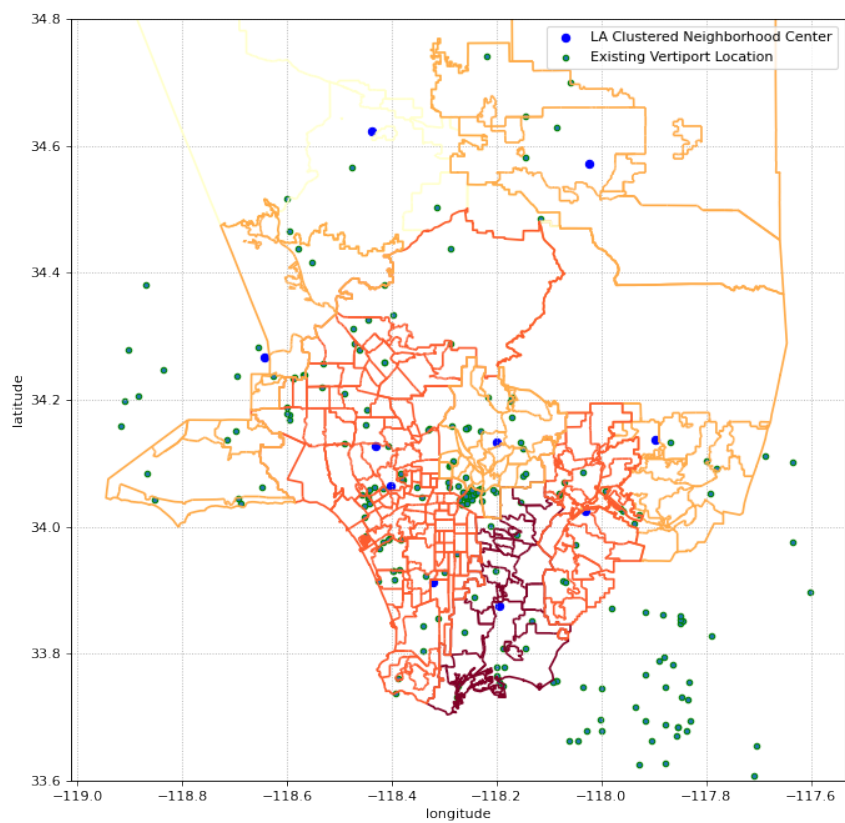 34.8
LA Clustered Neighborhood Center
Existing Vertiport Location
34.6
34.4
34.2
34.0
33.8
33.6
latitude
−119.0 −118.8 −118.6 −118.4 −118.2 −118.0 −117.8 −117.6
longitude